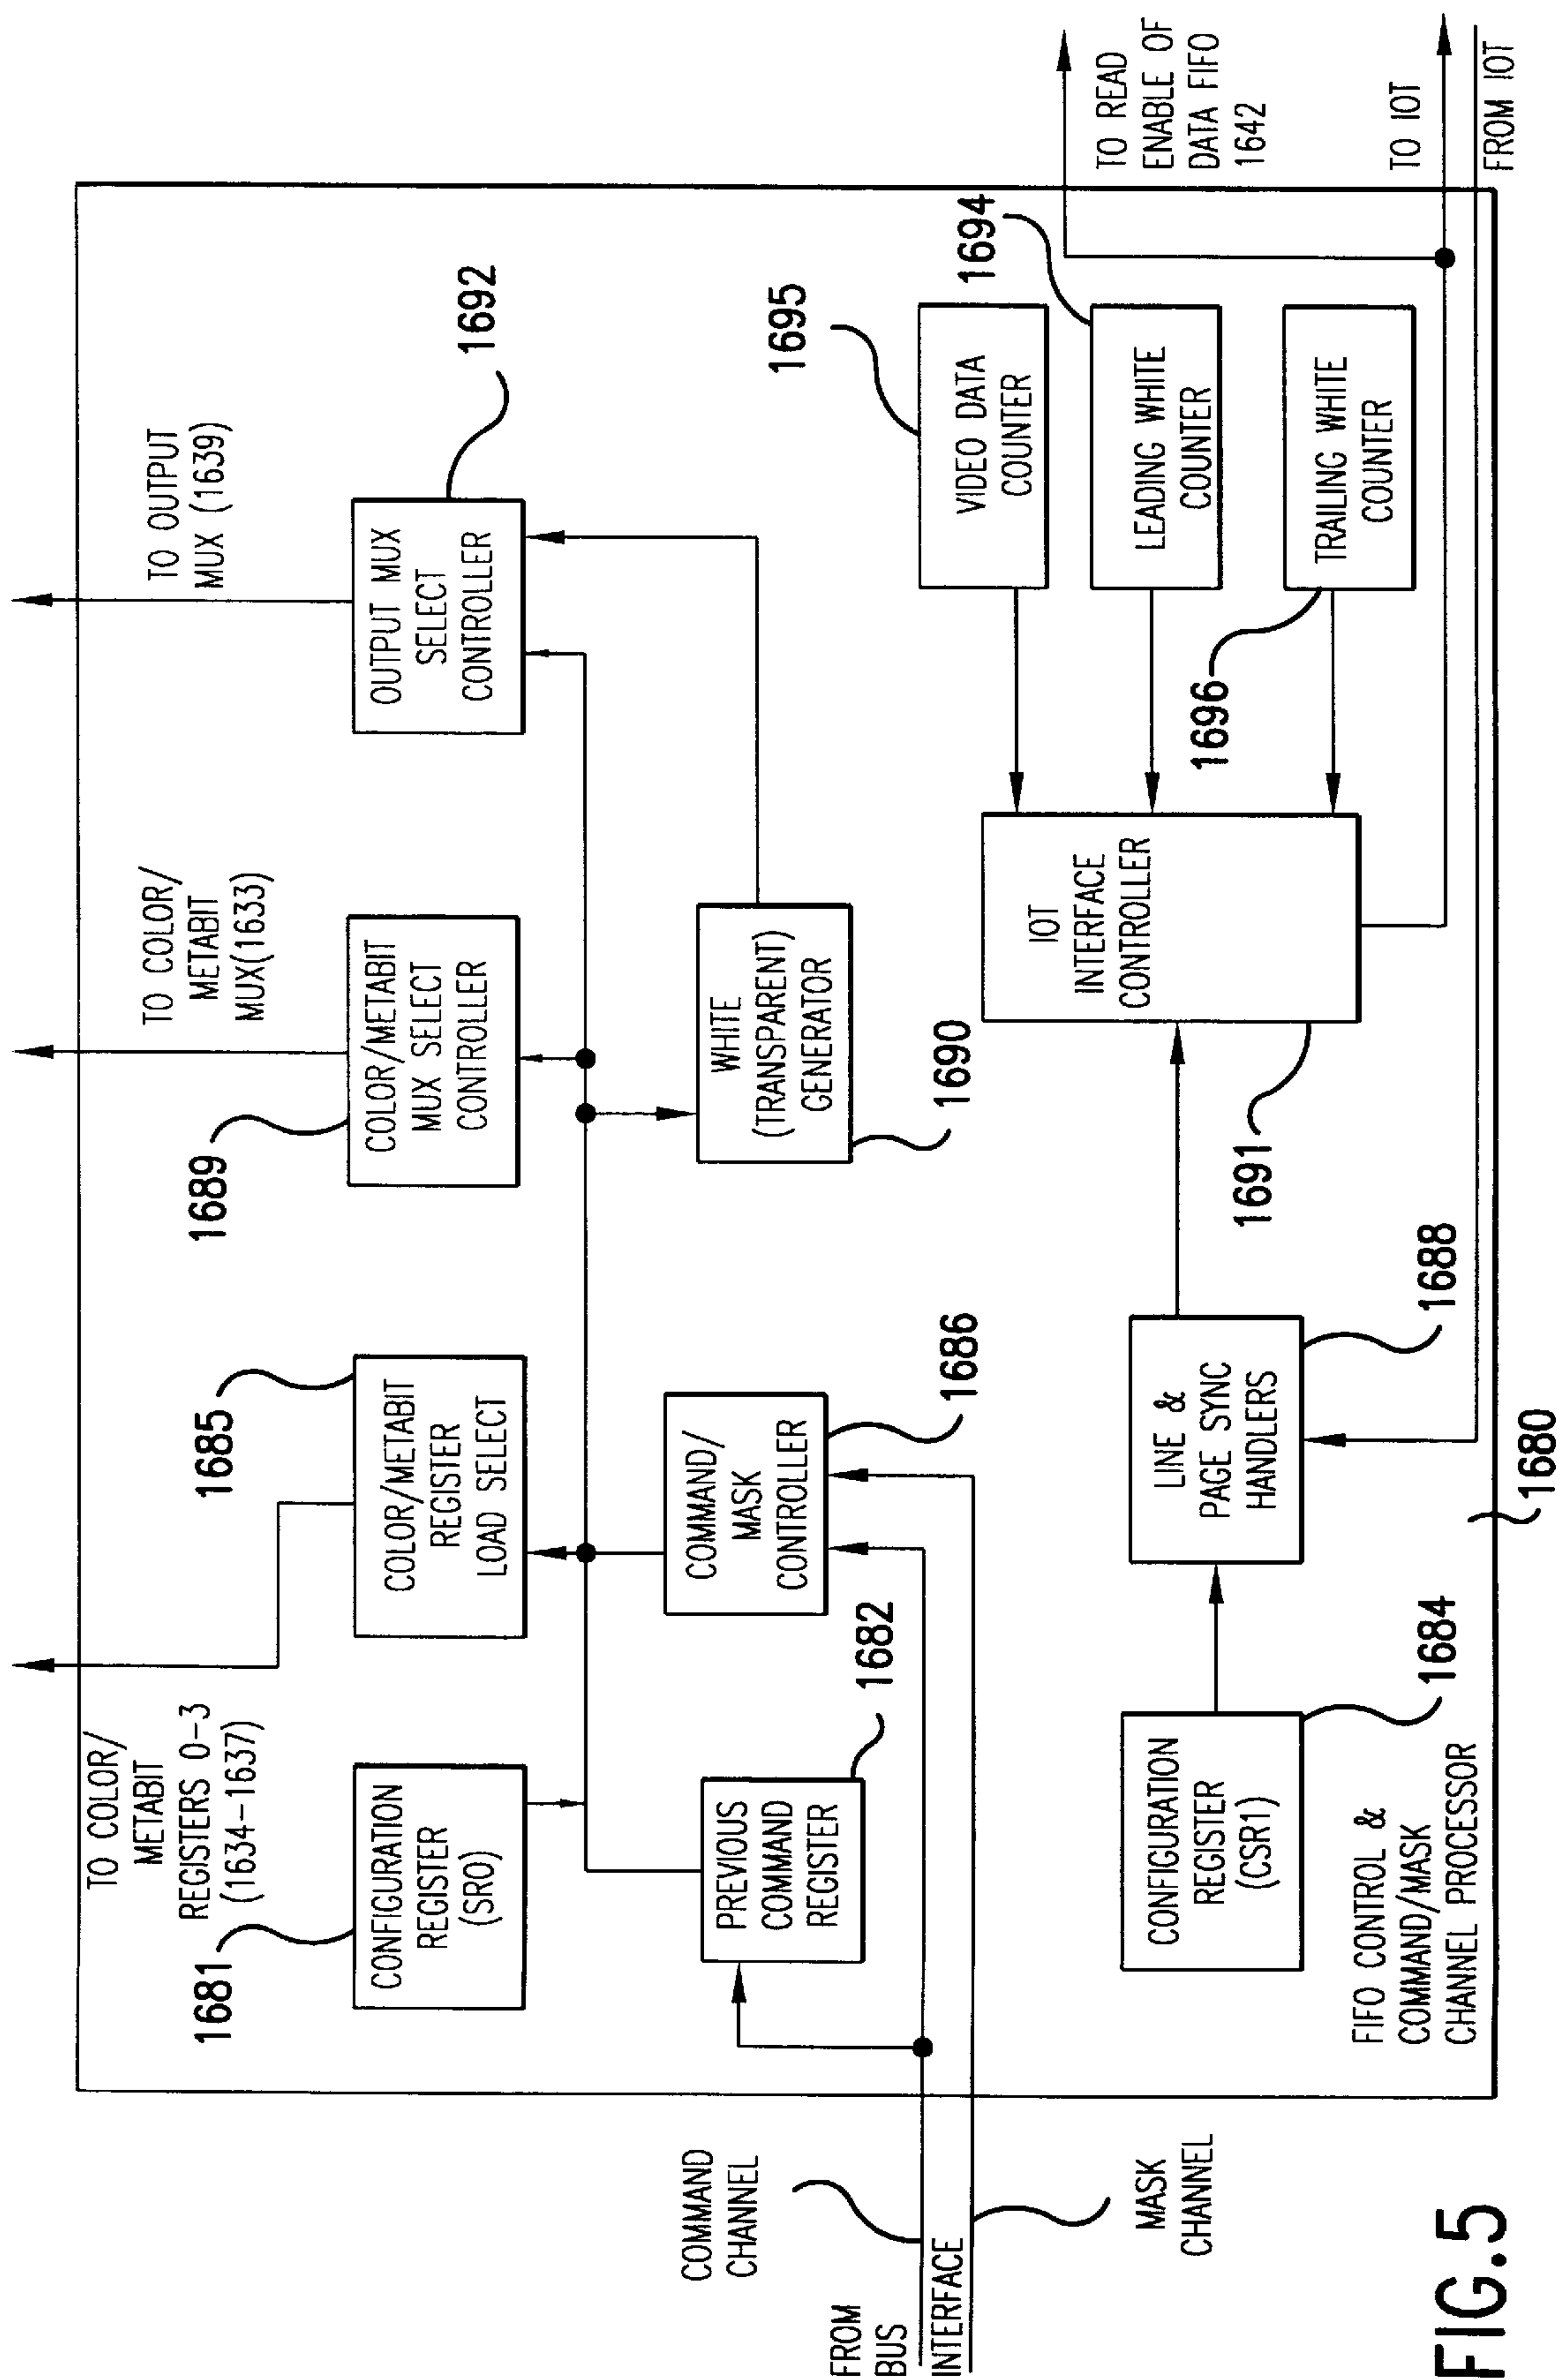 TO COLOR/
METABIT
REGISTERS 0-3
(1634-1637)
TO COLOR/
METABIT
MUX(1633)
TO OUTPUT
MUX (1639)
1681
CONFIGURATION
REGISTER
(SR0)
1685
COLOR/METABIT
REGISTER
LOAD SELECT
1689
COLOR/METABIT
MUX SELECT
CONTROLLER
OUTPUT MUX
SELECT
CONTROLLER
1692
PREVIOUS
COMMAND
REGISTER
1682
COMMAND/
MASK
CONTROLLER
1686
WHITE
(TRANSPARENT)
GENERATOR
1690
COMMAND
CHANNEL
FROM
BUS
INTERFACE
MASK
CHANNEL
1695
VIDEO DATA
COUNTER
1694
LEADING WHITE
COUNTER
1696
TRAILING WHITE
COUNTER
IOT
INTERFACE
CONTROLLER
1691
CONFIGURATION
REGISTER
(CSR1)
1684
LINE &
PAGE SYNC
HANDLERS
1688
TO READ
ENABLE OF
DATA FIFO
1642
TO IOT
FROM IOT
FIFO CONTROL &
COMMAND/MASK
CHANNEL PROCESSOR
1680
FIG.5